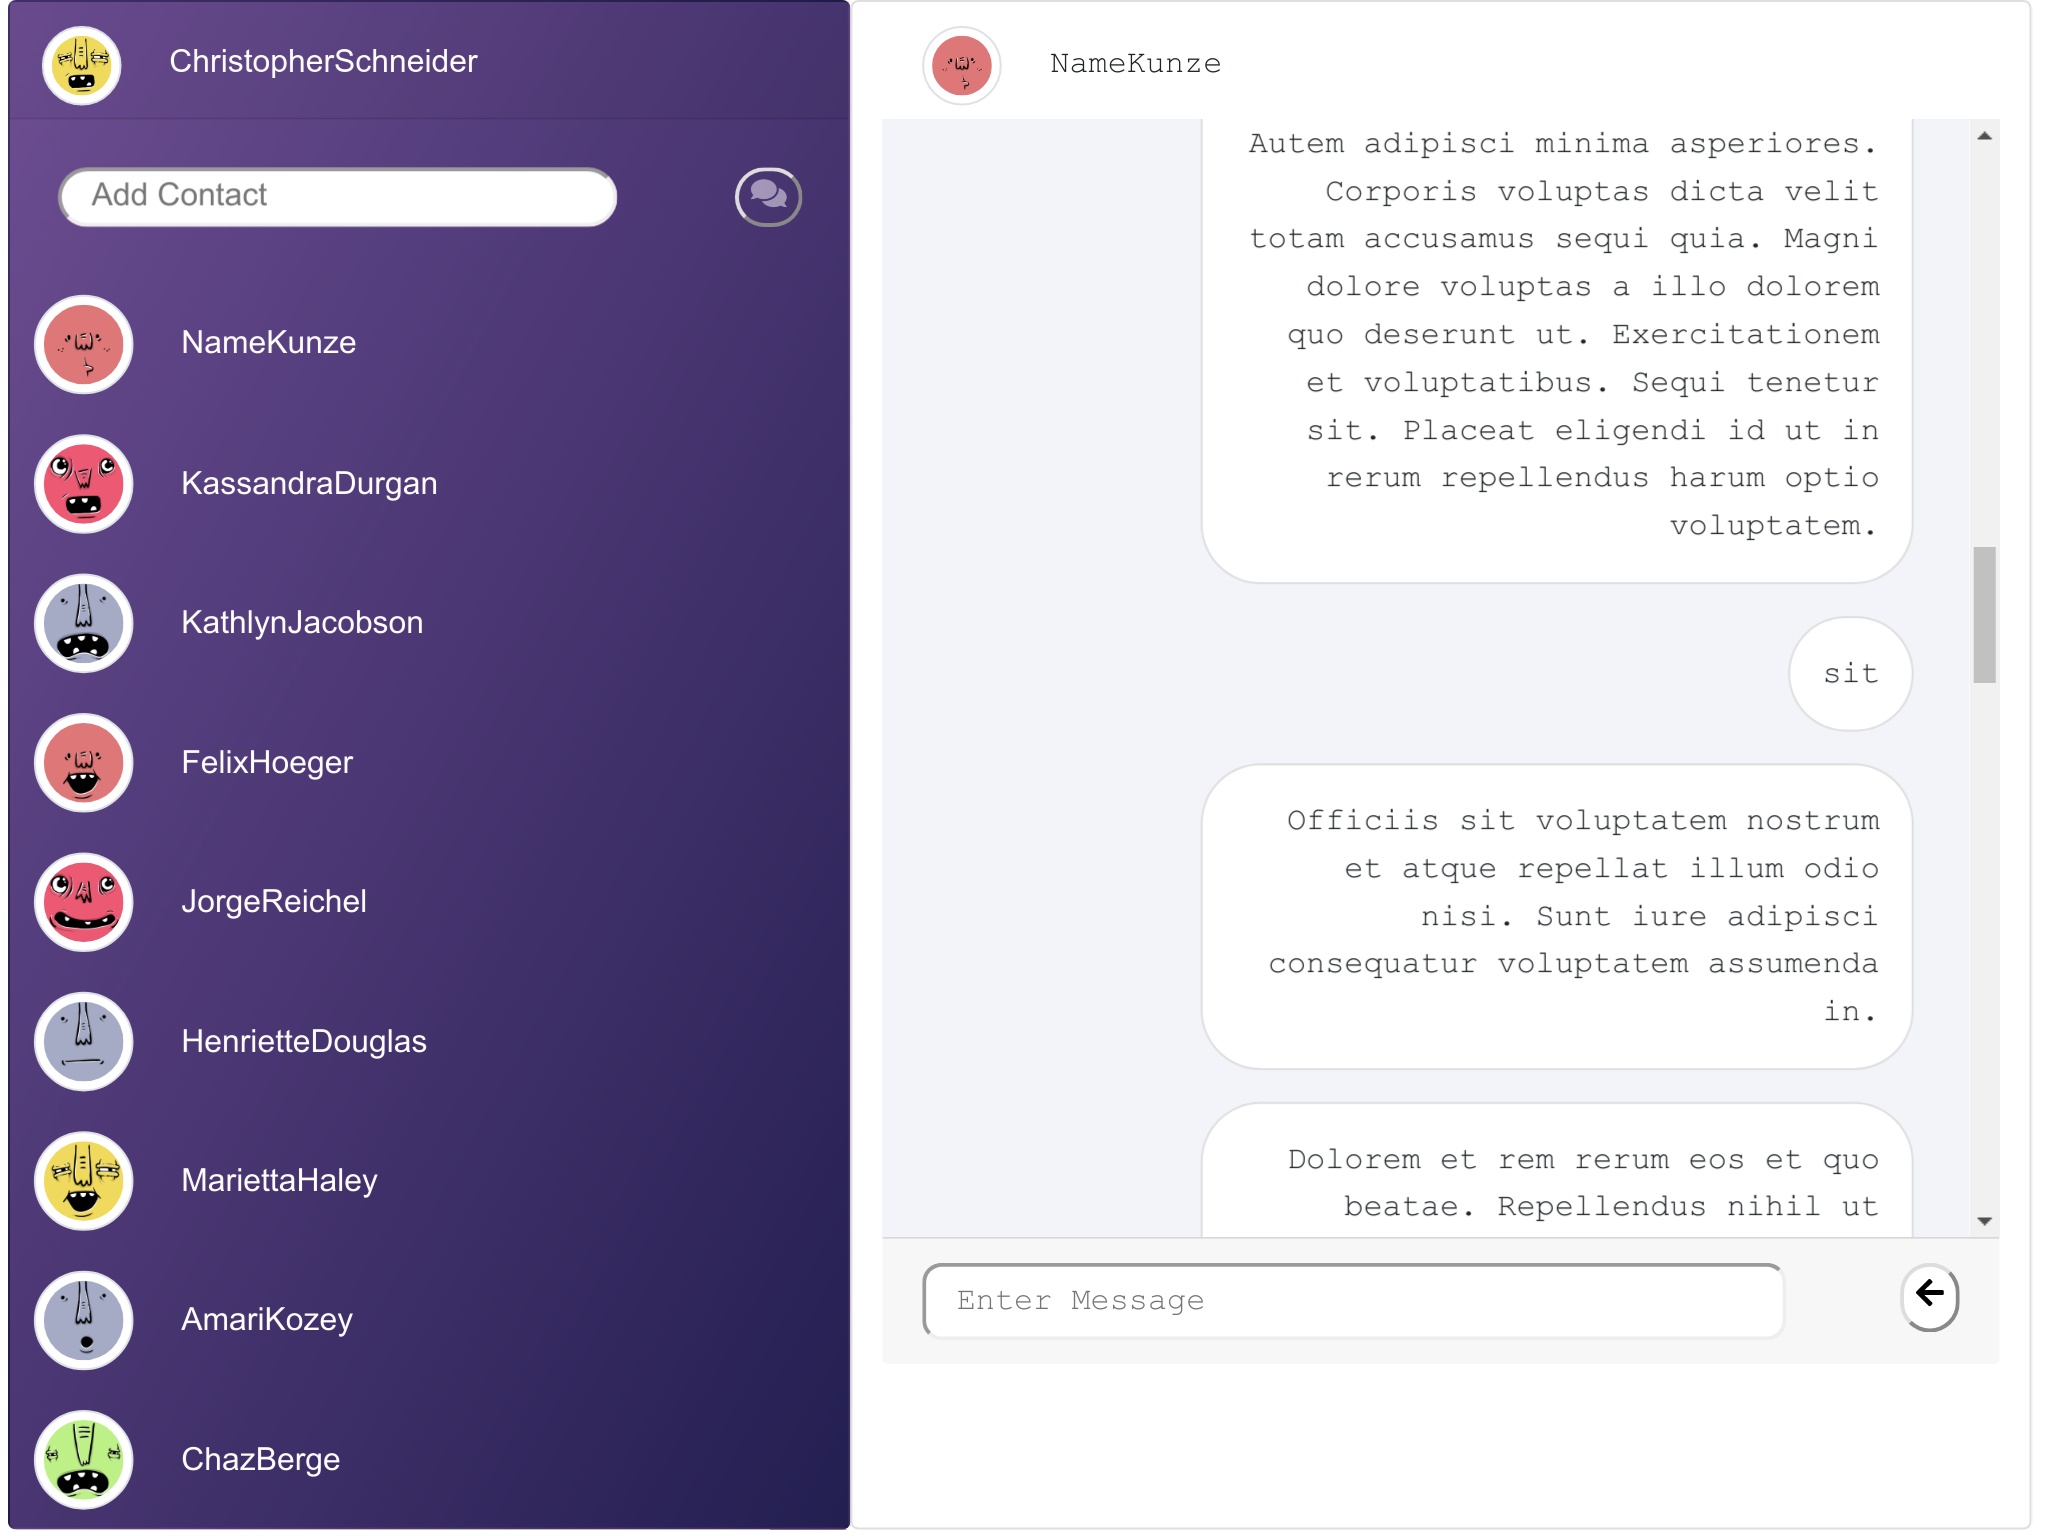 ChristopherSchneider
Add Contact
NameKunze
KassandraDurgan
KathlynJacobson
FelixHoeger
JorgeReichel
HenrietteDouglas
MariettaHaley
AmariKozey
ChazBerge
NameKunze
Autem adipisci minima asperiores.
Corporis voluptas dicta velit
totam accusamus sequi quia. Magni
dolore voluptas a illo dolorem
quo deserunt ut. Exercitationem
et voluptatibus. Sequi tenetur
sit. Placeat eligendi id ut in
rerum repellendus harum optio
voluptatem.
sit
Officiis sit voluptatem nostrum
et atque repellat illum odio
nisi. Sunt iure adipisci
consequatur voluptatem assumenda
in.
Dolorem et rem rerum eos et quo
beatae. Repellendus nihil ut
Enter Message